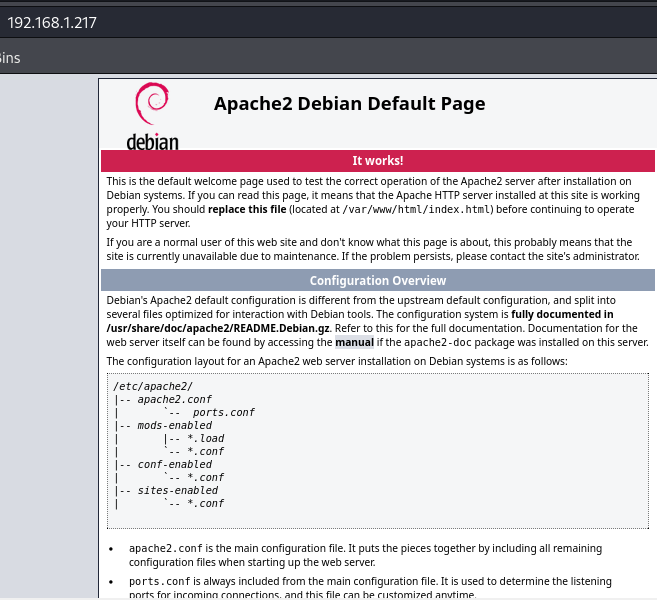 192.168.1.217
Bins
Apache2 Debian Default Page
debian
It works!
This is the default welcome page used to test the correct operation of the Apache2 server after installation on
Debian systems. If you can read this page, it means that the Apache HTTP server installed at this site is working
properly. You should replace this file (located at /var/www/html/index.html) before continuing to operate
your HTTP server.
If you are a normal user of this web site and don't know what this page is about, this probably means that the
site is currently unavailable due to maintenance. If the problem persists, please contact the site's administrator.
Configuration Overview
Debian's Apache2 default configuration is different from the upstream default configuration, and split into
several files optimized for interaction with Debian tools. The configuration system is fully documented in
/usr/share/doc/apache2/README.Debian.gz. Refer to this for the full documentation. Documentation for the
web server itself can be found by accessing the manual if the apache2-doc package was installed on this server.
The configuration layout for an Apache2 web server installation on Debian systems is as follows:
/etc/apache2/
|-- apache2.conf
|       `--  ports.conf
|-- mods-enabled
|       |-- *.load
|       `-- *.conf
|-- conf-enabled
|       `-- *.conf
|-- sites-enabled
|       `-- *.conf
• apache2.conf is the main configuration file. It puts the pieces together by including all remaining
configuration files when starting up the web server.
• ports.conf is always included from the main configuration file. It is used to determine the listening
ports for incoming connections, and this file can be customized anytime.